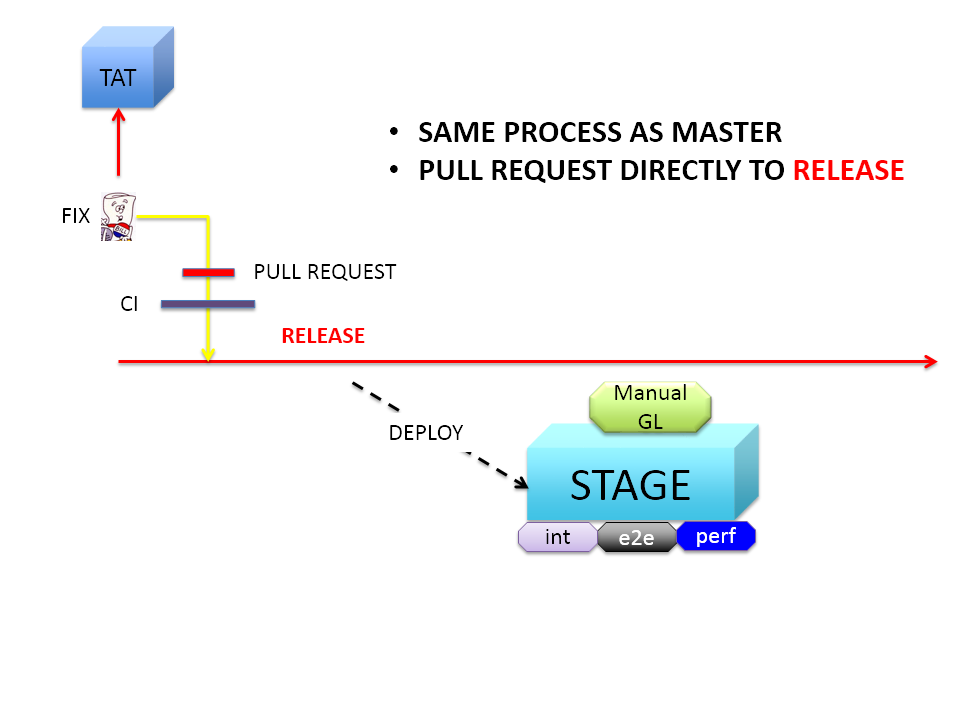 TAT
• SAME PROCESS AS MASTER
• PULL REQUEST DIRECTLY TO RELEASE
FIX
BILL
PULL REQUEST
CI
RELEASE
Manual
GL
DEPLOY
STAGE
int
e2e
perf